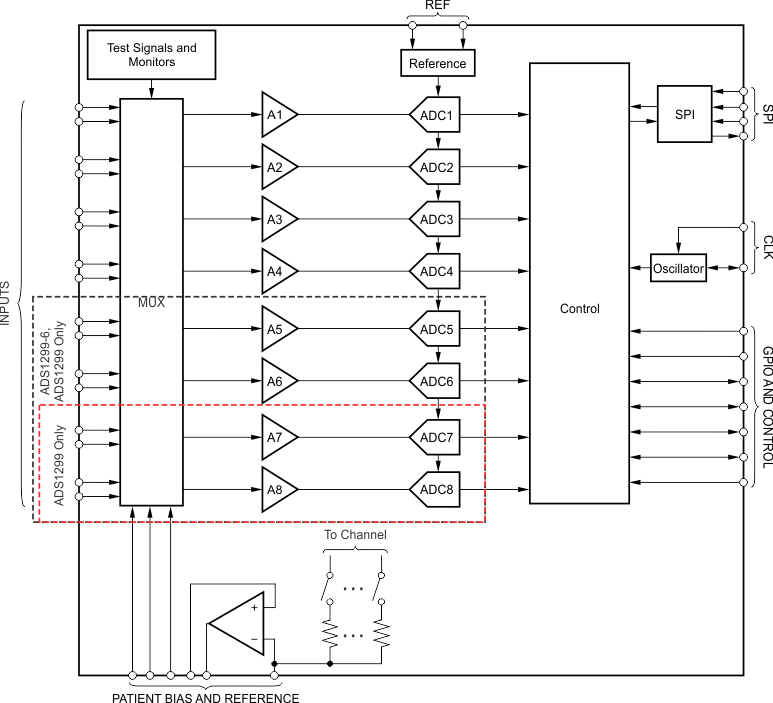 REF
Test Signals and
Monitors
Reference
A1
ADC1
SPI
SPI
A2
ADC2
A3
ADC3
CLK
A4
ADC4
Oscillator
INPUTS
MUX
Control
ADS1299-6,
ADS1299 Only
A5
ADC5
A6
ADC6
GPIO AND CONTROL
ADS1299 Only
A7
ADC7
A8
ADC8
To Channel
+
−
PATIENT BIAS AND REFERENCE